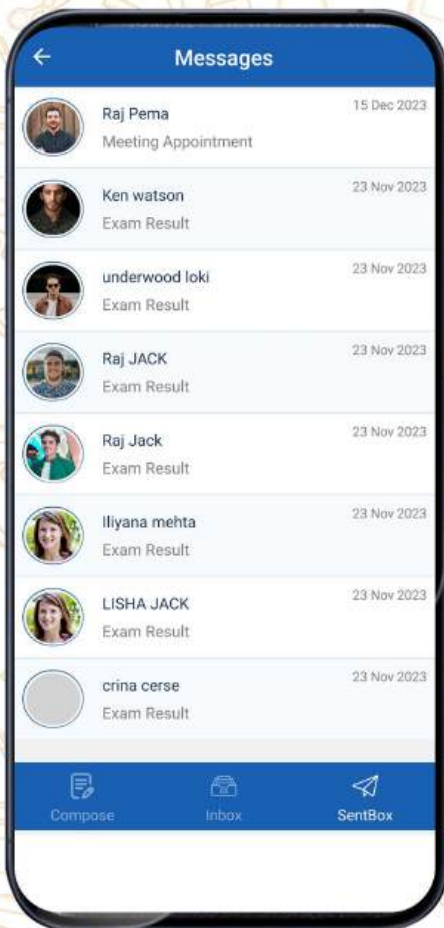 Messages
Raj Pema
15 Dec 2023
Meeting Appointment
Ken watson
23 Nov 2023
Exam Result
underwood loki
23 Nov 2023
Exam Result
Raj JACK
23 Nov 2023
Exam Result
Raj Jack
23 Nov 2023
Exam Result
Iliyana mehta
23 Nov 2023
Exam Result
LISHA JACK
23 Nov 2023
Exam Result
crina cerse
23 Nov 2023
Exam Result
Compose
Inbox
SentBox